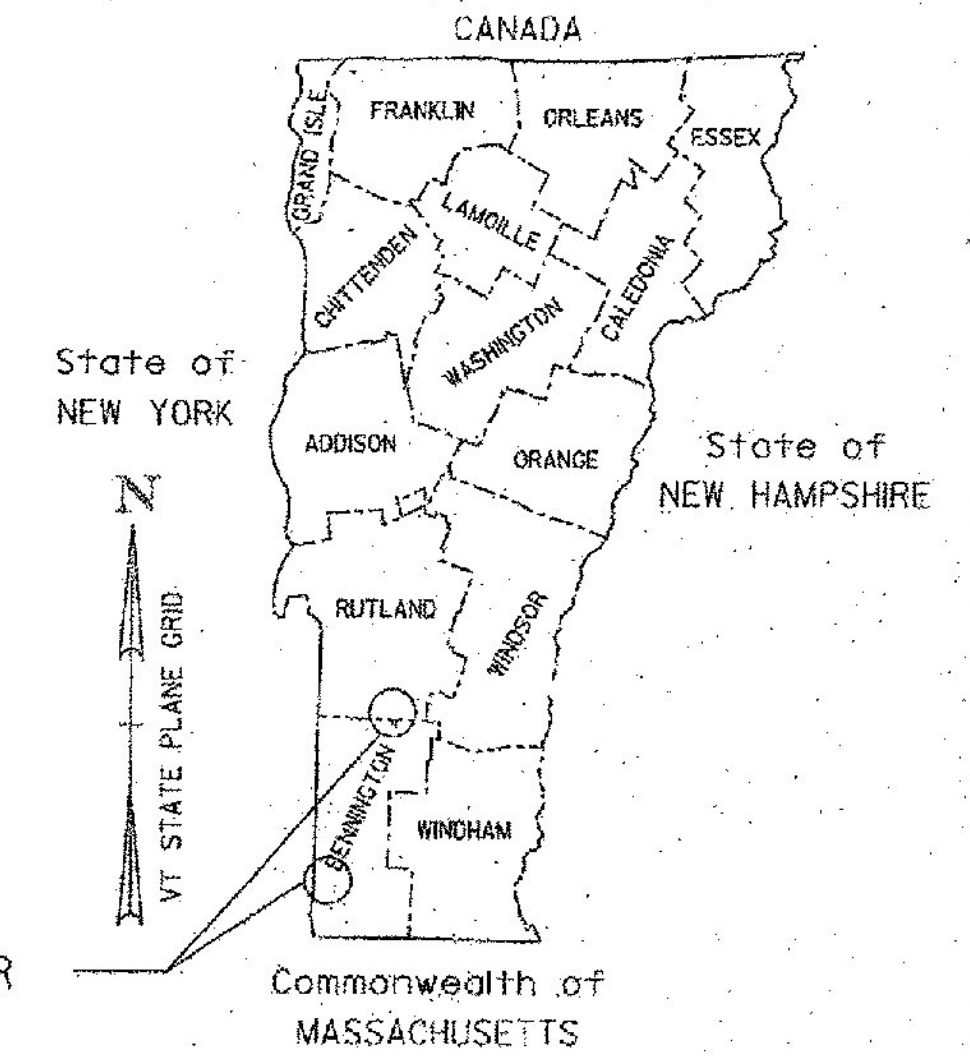 CANADA
GRAND ISLE
FRANKLIN
ORLEANS
ESSEX
LAMOILLE
CHITTENDEN
CALEDONIA
WASHINGTON
State of
NEW YORK
ADDISON
ORANGE
State of
NEW HAMPSHIRE
N
VT STATE PLANE GRID
RUTLAND
WINDSOR
BENNINGTON
WINDHAM
R
Commonwealth of
MASSACHUSETTS